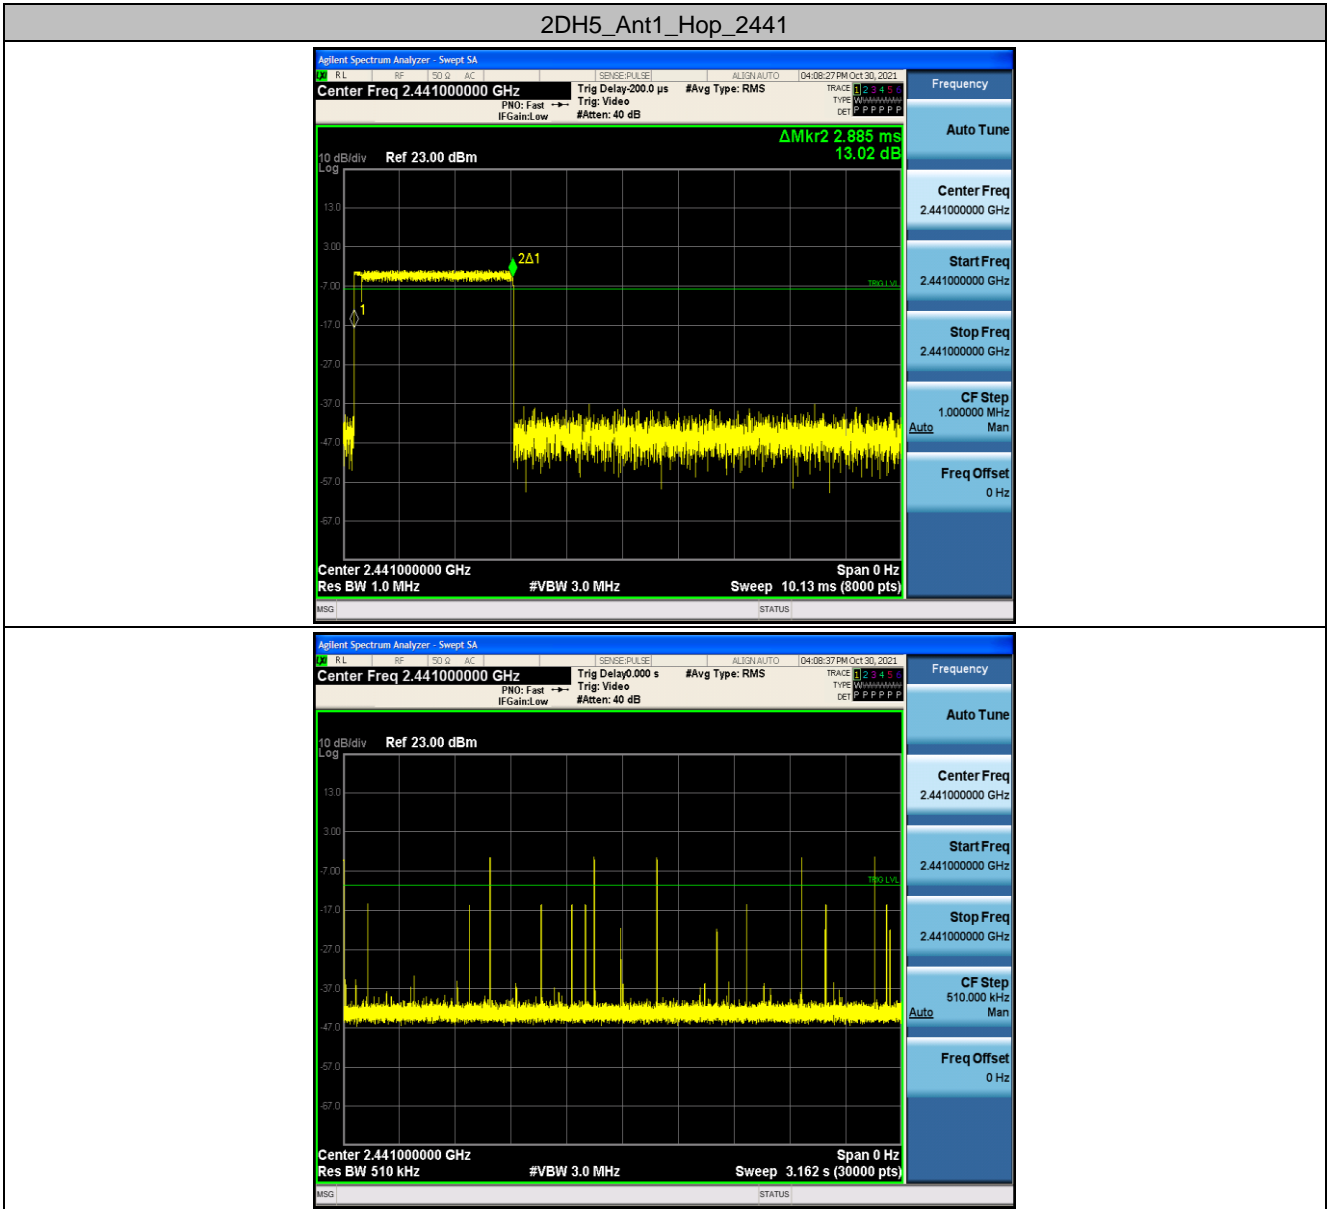 2DH5_Ant1_Hop_2441
Agilent Spectrum Analyzer - Swept SA
RL RF 50 Ω AC SENSE:PULSE ALIGN AUTO 04:08:27 PM Oct 30, 2021
Center Freq 2.441000000 GHz
PNO: Fast
IFGain:Low
Trig Delay-200.0 µs
Trig: Video
#Atten: 40 dB
#Avg Type: RMS
TRACE 1 2 3 4 5 6
TYPE W
DET P P P P P P
ΔMkr2 2.885 ms
13.02 dB
10 dB/div Ref 23.00 dBm
Log
13.0
3.00
-7.00
-17.0
-27.0
-37.0
-47.0
-57.0
-67.0
2Δ1
1
TRIG LVL
Center 2.441000000 GHz Span 0 Hz
Res BW 1.0 MHz #VBW 3.0 MHz Sweep 10.13 ms (8000 pts)
MSG STATUS
Frequency
Auto Tune
Center Freq
2.441000000 GHz
Start Freq
2.441000000 GHz
Stop Freq
2.441000000 GHz
CF Step
1.000000 MHz
Auto Man
Freq Offset
0 Hz
Agilent Spectrum Analyzer - Swept SA
RL RF 50 Ω AC SENSE:PULSE ALIGN AUTO 04:08:37 PM Oct 30, 2021
Center Freq 2.441000000 GHz
PNO: Fast
IFGain:Low
Trig Delay0.000 s
Trig: Video
#Atten: 40 dB
#Avg Type: RMS
TRACE 1 2 3 4 5 6
TYPE W
DET P P P P P P
10 dB/div Ref 23.00 dBm
Log
13.0
3.00
-7.00
-17.0
-27.0
-37.0
-47.0
-57.0
-67.0
TRIG LVL
Center 2.441000000 GHz Span 0 Hz
Res BW 510 kHz #VBW 3.0 MHz Sweep 3.162 s (30000 pts)
MSG STATUS
Frequency
Auto Tune
Center Freq
2.441000000 GHz
Start Freq
2.441000000 GHz
Stop Freq
2.441000000 GHz
CF Step
510.000 kHz
Auto Man
Freq Offset
0 Hz